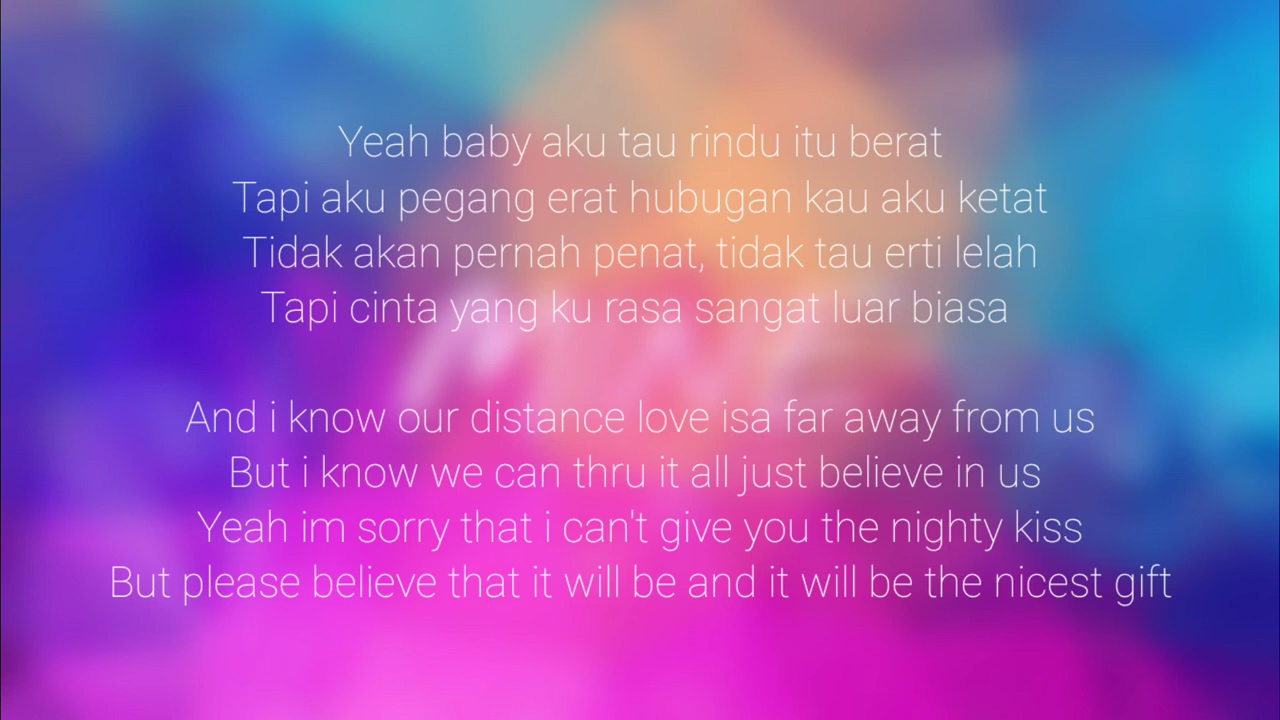 Yeah baby aku tau rindu itu berat
Tapi aku pegang erat hubugan kau aku ketat
Tidak akan pernah penat, tidak tau erti lelah
Tapi cinta yang ku rasa sangat luar biasa
And i know our distance love isa far away from us
But i know we can thru it all just believe in us
Yeah im sorry that i can't give you the nighty kiss
But please believe that it will be and it will be the nicest gift